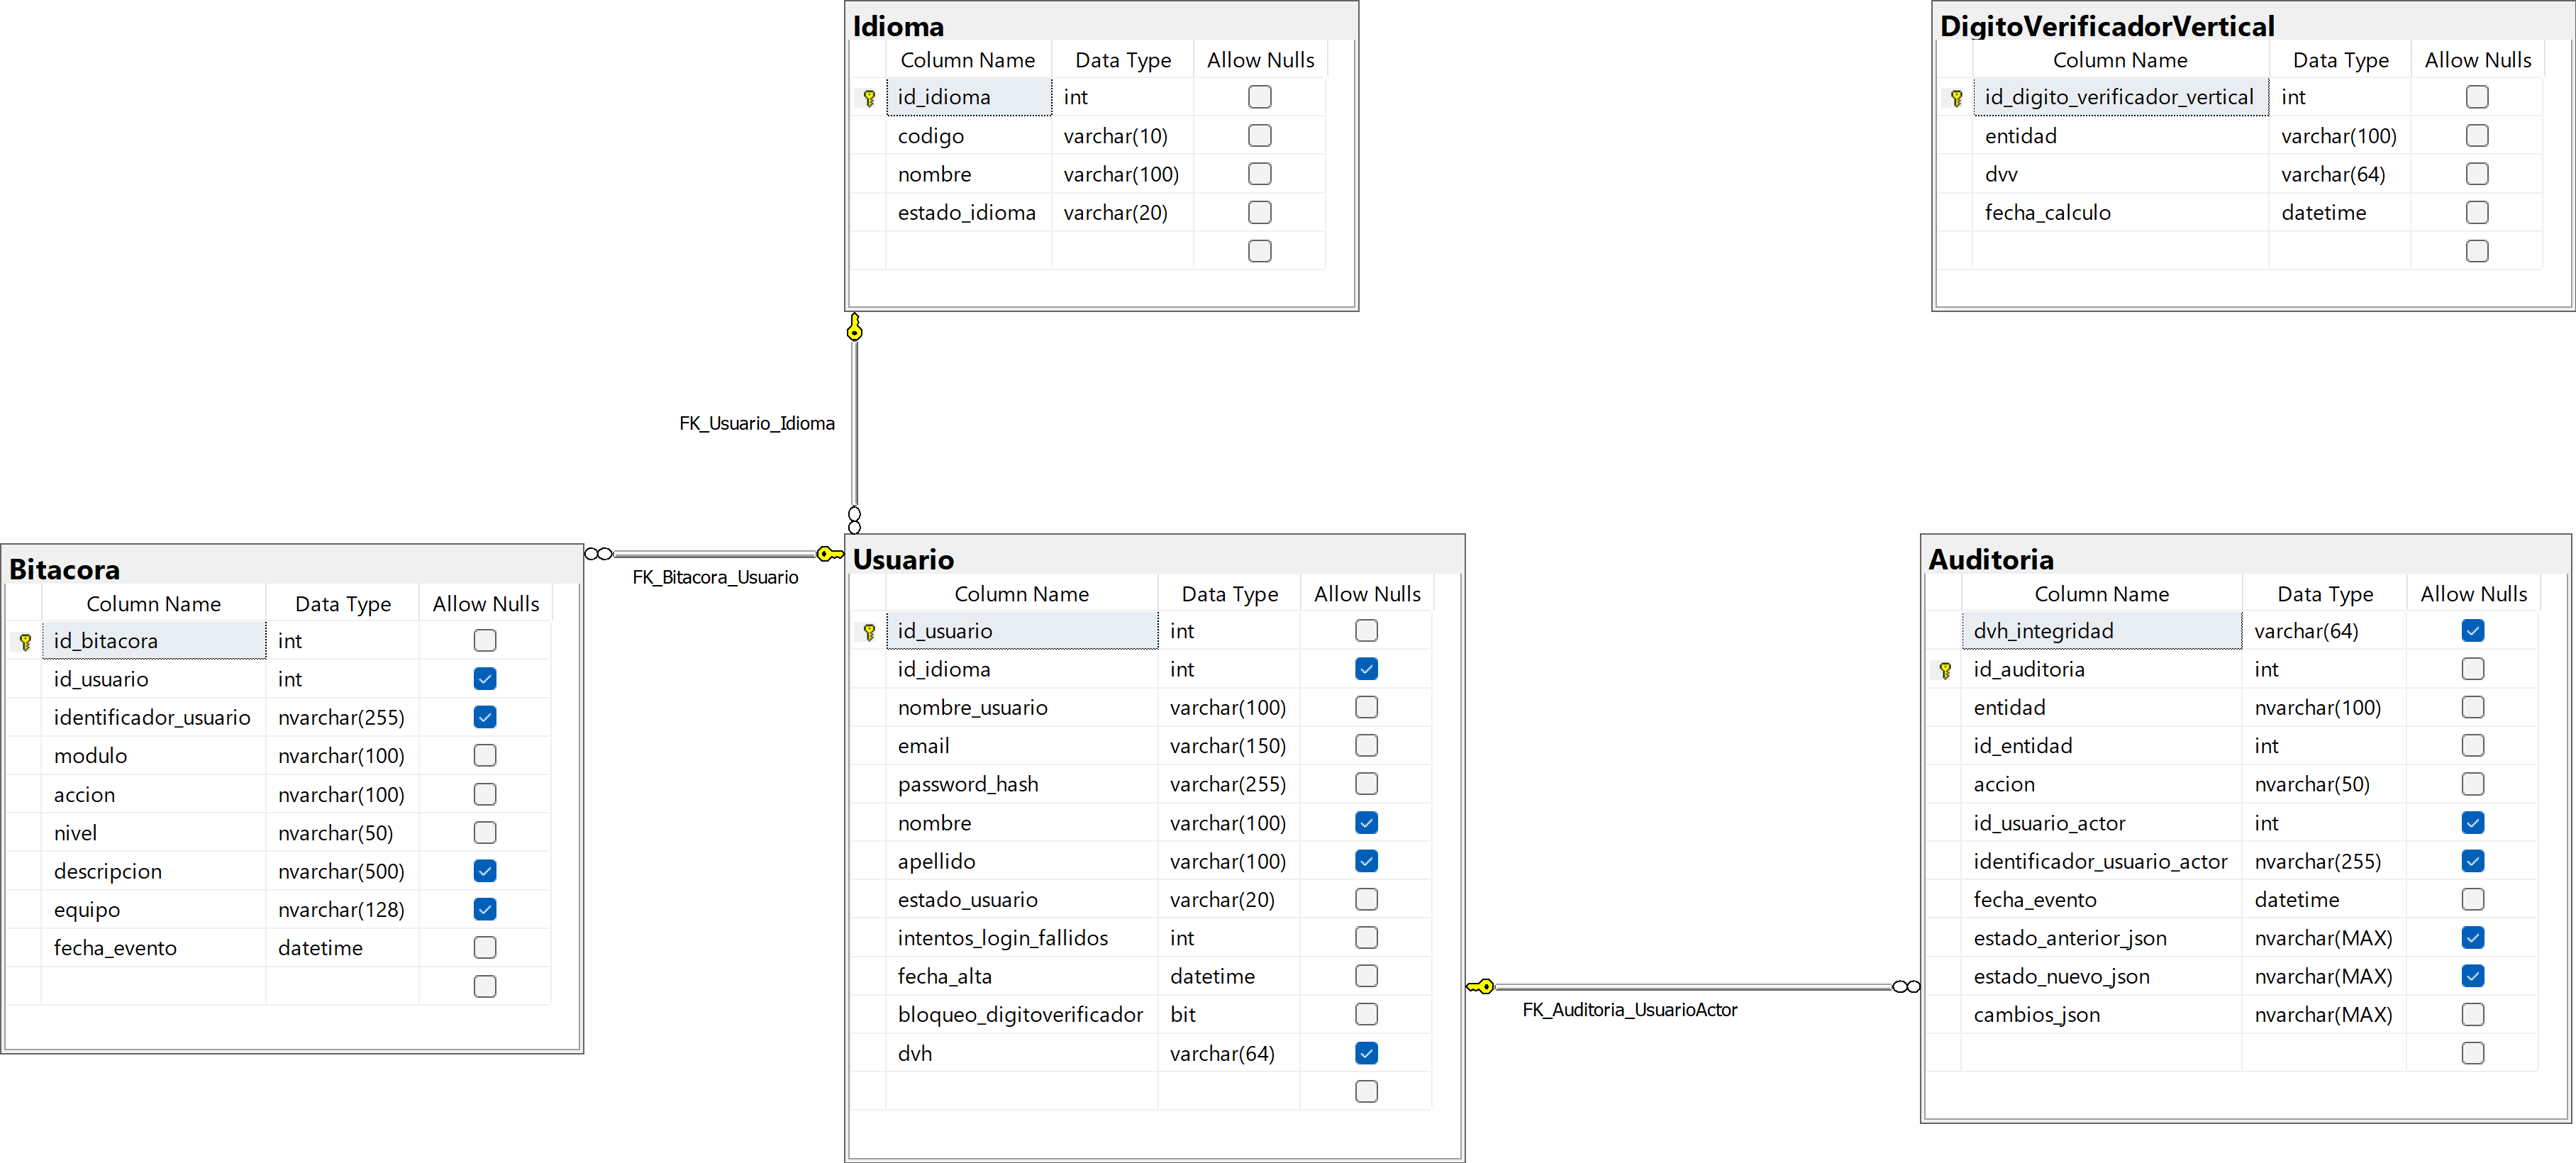 Idioma
Column Name Data Type Allow Nulls
id_idioma int
codigo varchar(10)
nombre varchar(100)
estado_idioma varchar(20)
DigitoVerificadorVertical
Column Name Data Type Allow Nulls
id_digito_verificador_vertical int
entidad varchar(100)
dvv varchar(64)
fecha_calculo datetime
FK_Usuario_Idioma
Bitacora
Column Name Data Type Allow Nulls
id_bitacora int
id_usuario int
identificador_usuario nvarchar(255)
modulo nvarchar(100)
accion nvarchar(100)
nivel nvarchar(50)
descripcion nvarchar(500)
equipo nvarchar(128)
fecha_evento datetime
FK_Bitacora_Usuario
Usuario
Column Name Data Type Allow Nulls
id_usuario int
id_idioma int
nombre_usuario varchar(100)
email varchar(150)
password_hash varchar(255)
nombre varchar(100)
apellido varchar(100)
estado_usuario varchar(20)
intentos_login_fallidos int
fecha_alta datetime
bloqueo_digitoverificador bit
dvh varchar(64)
FK_Auditoria_UsuarioActor
Auditoria
Column Name Data Type Allow Nulls
dvh_integridad varchar(64)
id_auditoria int
entidad nvarchar(100)
id_entidad int
accion nvarchar(50)
id_usuario_actor int
identificador_usuario_actor nvarchar(255)
fecha_evento datetime
estado_anterior_json nvarchar(MAX)
estado_nuevo_json nvarchar(MAX)
cambios_json nvarchar(MAX)